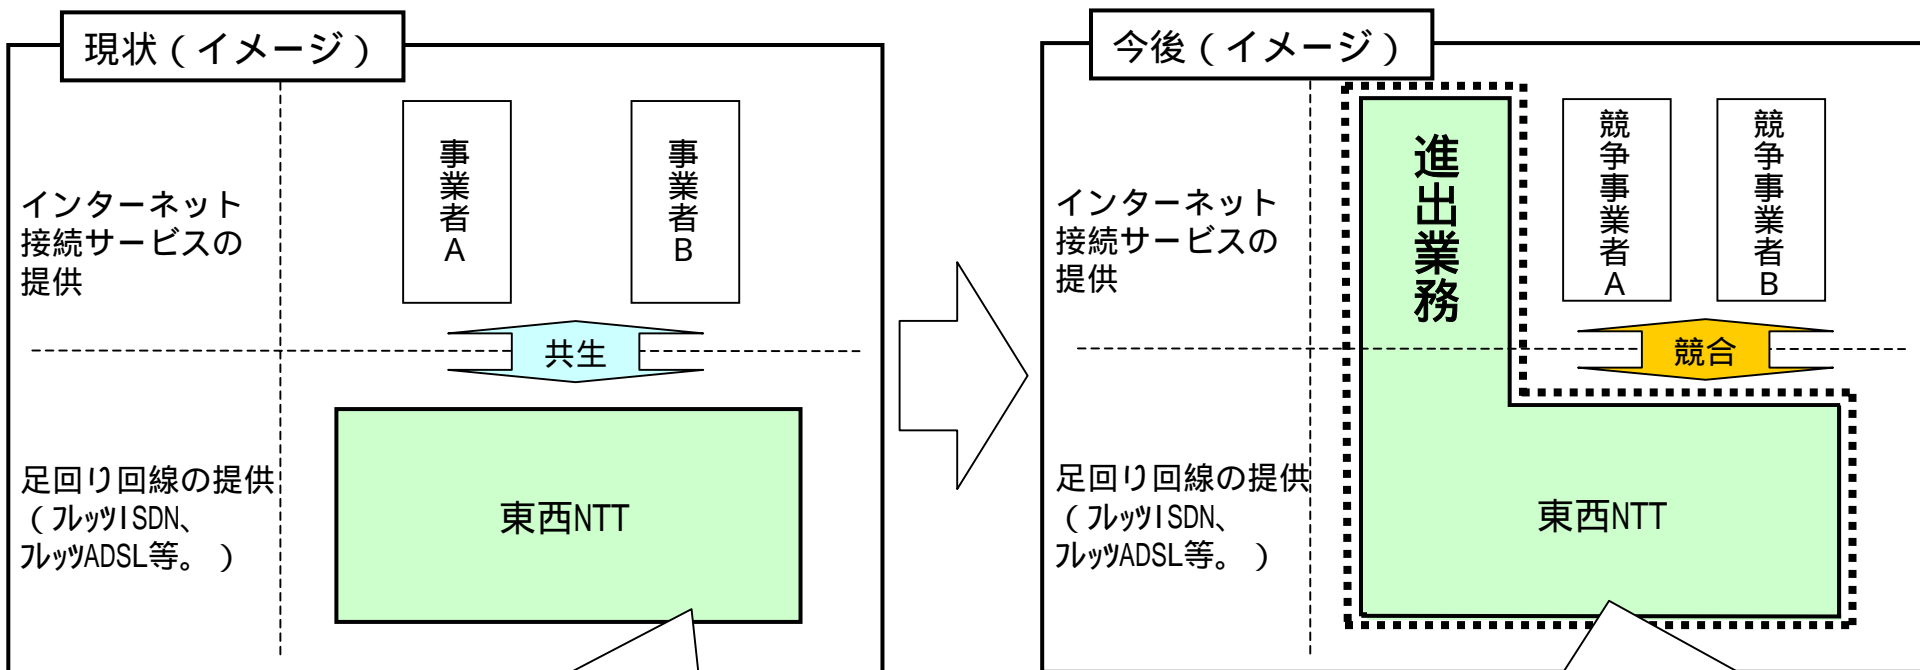 現状（イメージ）
インターネット
接続サービスの
提供
事業者A
事業者B
共生
足回り回線の提供
（ﾌﾚｯﾂISDN、
ﾌﾚｯﾂADSL等。）
東西NTT
今後（イメージ）
インターネット
接続サービスの
提供
進出業務
競争事業者A
競争事業者B
競合
足回り回線の提供
（ﾌﾚｯﾂISDN、
ﾌﾚｯﾂADSL等。）
東西NTT